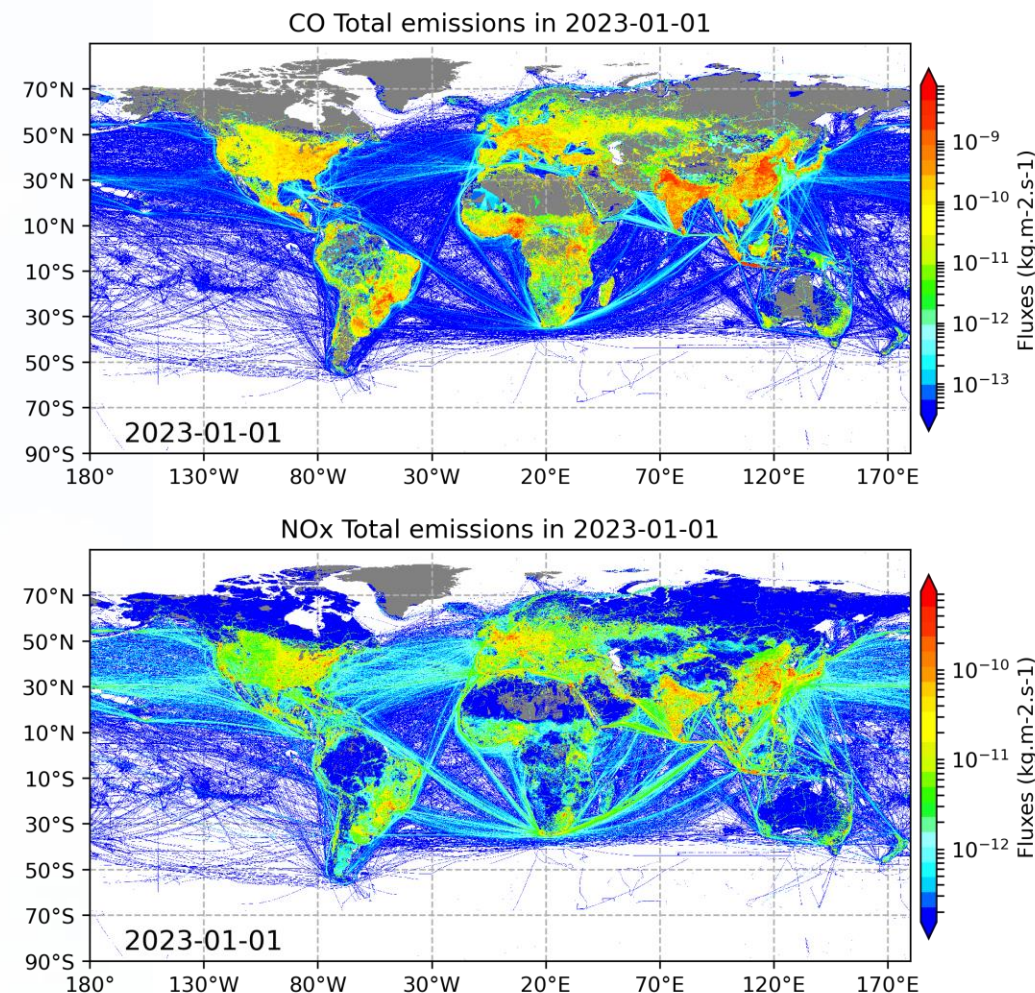 CO Total emissions in 2023-01-01
70°N
50°N
30°N
10°N
10°S
30°S
50°S
70°S
90°S
2023-01-01
180°
130°W
80°W
30°W
20°E
70°E
120°E
170°E
10⁻⁹
10⁻¹⁰
10⁻¹¹
10⁻¹²
10⁻¹³
Fluxes (kg.m-2.s-1)
NOx Total emissions in 2023-01-01
70°N
50°N
30°N
10°N
10°S
30°S
50°S
70°S
90°S
2023-01-01
180°
130°W
80°W
30°W
20°E
70°E
120°E
170°E
10⁻¹⁰
10⁻¹¹
10⁻¹²
Fluxes (kg.m-2.s-1)